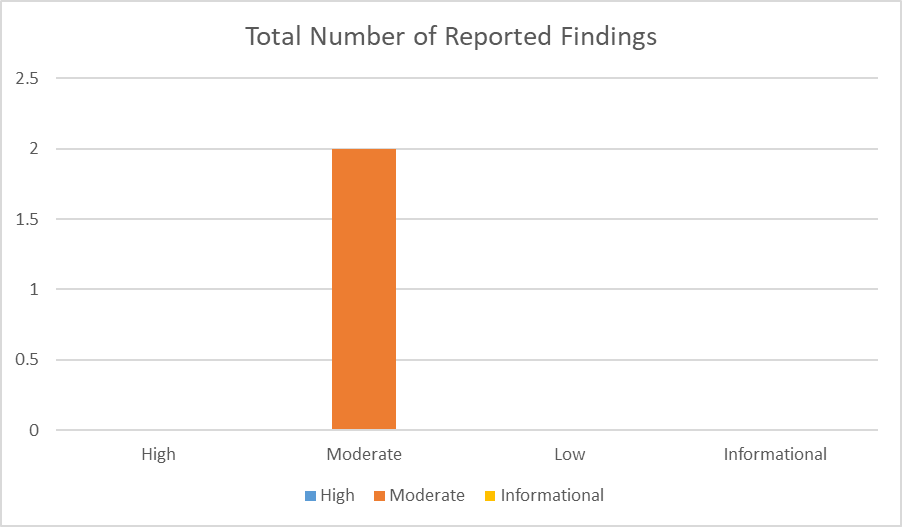 Total Number of Reported Findings
2.5
2
1.5
1
0.5
0
High Moderate Low Informational
High Moderate Informational